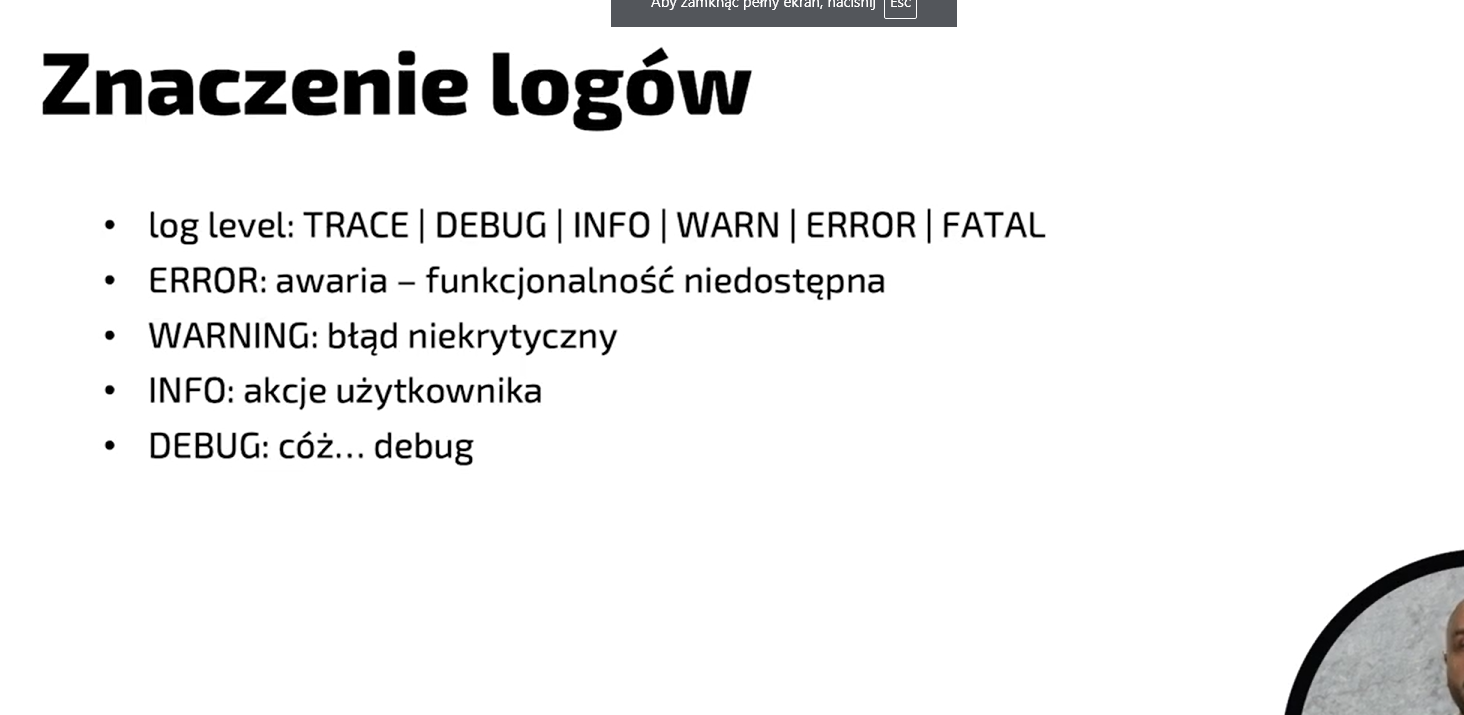 Aby zamknąć pełny ekran, naciśnij Esc
Znaczenie logów
• log level: TRACE | DEBUG | INFO | WARN | ERROR | FATAL
• ERROR: awaria – funkcjonalność niedostępna
• WARNING: błąd niekrytyczny
• INFO: akcje użytkownika
• DEBUG: cóż... debug